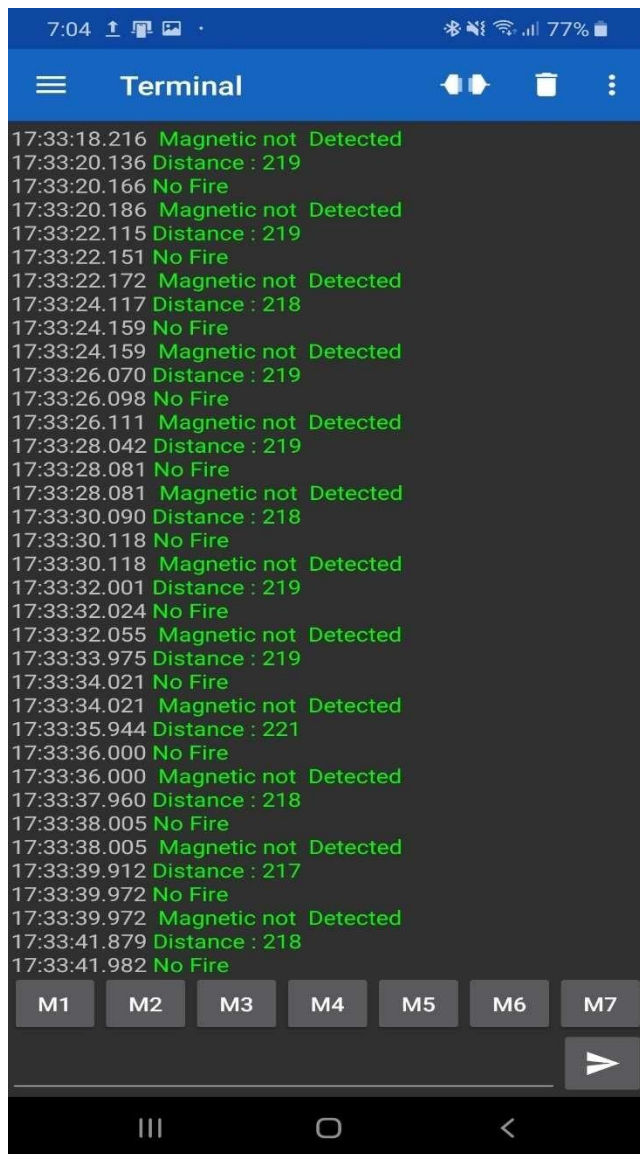 7:04 77%
Terminal
17:33:18.216 Magnetic not Detected
17:33:20.136 Distance : 219
17:33:20.166 No Fire
17:33:20.186 Magnetic not Detected
17:33:22.115 Distance : 219
17:33:22.151 No Fire
17:33:22.172 Magnetic not Detected
17:33:24.117 Distance : 218
17:33:24.159 No Fire
17:33:24.159 Magnetic not Detected
17:33:26.070 Distance : 219
17:33:26.098 No Fire
17:33:26.111 Magnetic not Detected
17:33:28.042 Distance : 219
17:33:28.081 No Fire
17:33:28.081 Magnetic not Detected
17:33:30.090 Distance : 218
17:33:30.118 No Fire
17:33:30.118 Magnetic not Detected
17:33:32.001 Distance : 219
17:33:32.024 No Fire
17:33:32.055 Magnetic not Detected
17:33:33.975 Distance : 219
17:33:34.021 No Fire
17:33:34.021 Magnetic not Detected
17:33:35.944 Distance : 221
17:33:36.000 No Fire
17:33:36.000 Magnetic not Detected
17:33:37.960 Distance : 218
17:33:38.005 No Fire
17:33:38.005 Magnetic not Detected
17:33:39.912 Distance : 217
17:33:39.972 No Fire
17:33:39.972 Magnetic not Detected
17:33:41.879 Distance : 218
17:33:41.982 No Fire
M1 M2 M3 M4 M5 M6 M7